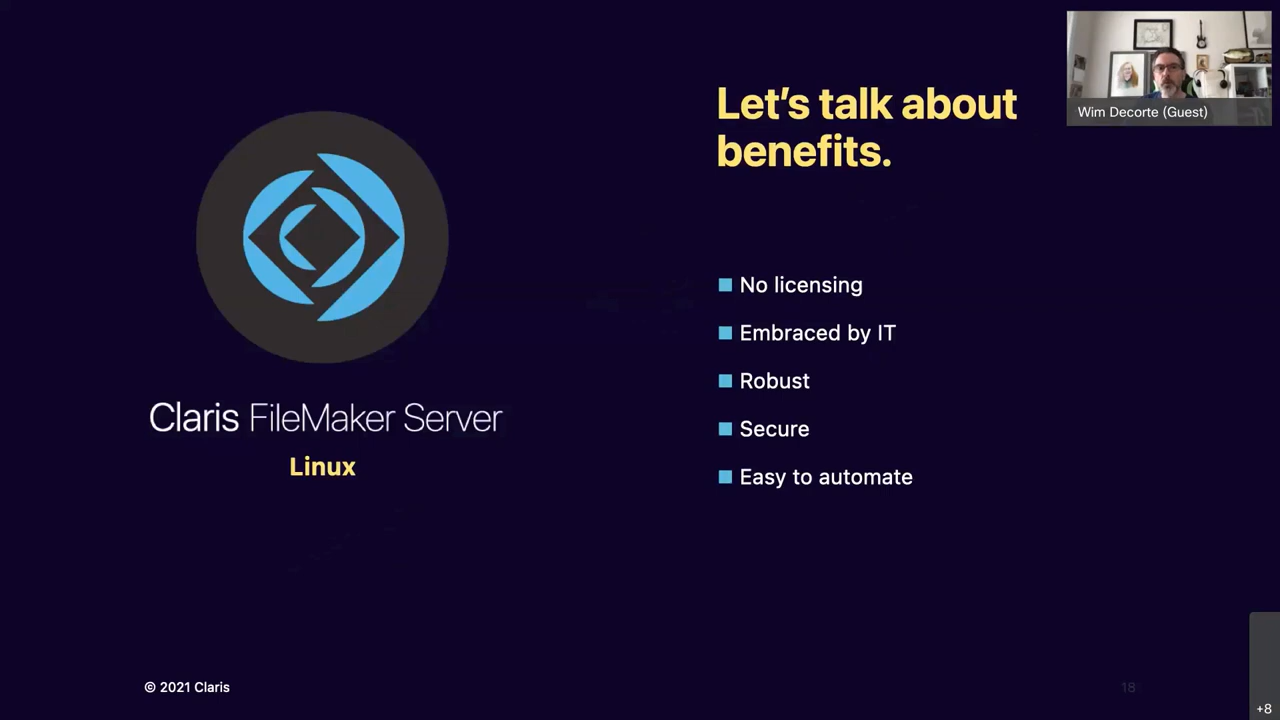 Let's talk about
benefits.
Wim Decorte (Guest)
No licensing
Embraced by IT
Robust
Secure
Easy to automate
Claris FileMaker Server
Linux
© 2021 Claris
18
+8